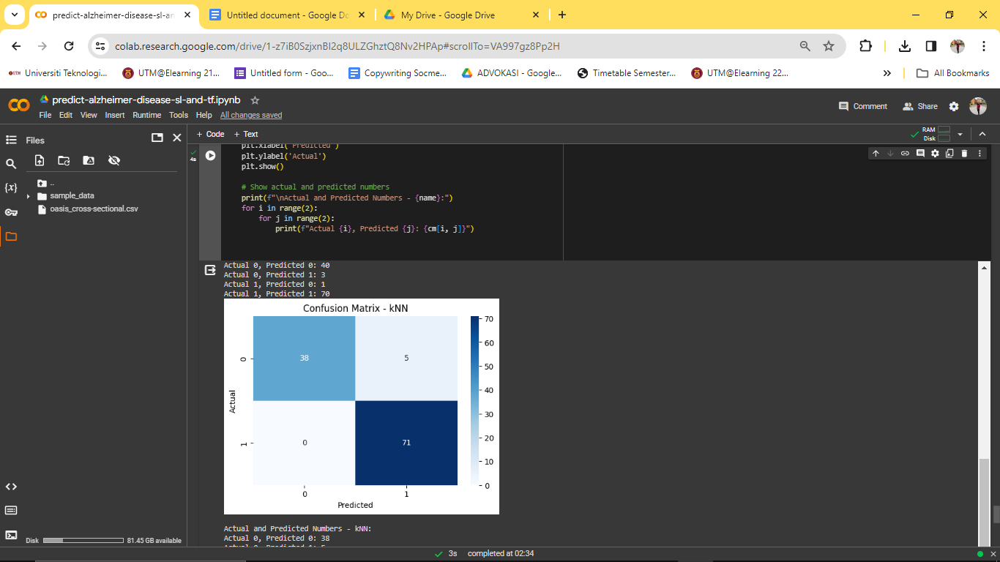 predict-alzheimer-disease-sl-an
Untitled document - Google Do
My Drive - Google Drive
colab.research.google.com/drive/1-z7iB0SzjxnBI2q8ULZGhztQ8Nv2HPAp#scrollTo=VA997gz8Pp2H
Universiti Teknologi...
UTM@Elearning 21...
Untitled form - Goo...
Copywriting Socme...
ADVOKASI - Google...
Timetable Semester...
UTM@Elearning 22...
All Bookmarks
predict-alzheimer-disease-sl-and-tf.ipynb
File Edit View Insert Runtime Tools Help All changes saved
Comment
Share
Files
+ Code + Text
RAM
Disk
..
sample_data
oasis_cross-sectional.csv
4s
plt.xlabel('Predicted')
plt.ylabel('Actual')
plt.show()
# Show actual and predicted numbers
print(f"\nActual and Predicted Numbers - {name}:")
for i in range(2):
for j in range(2):
print(f"Actual {i}, Predicted {j}: {cm[i, j]}")
Actual 0, Predicted 0: 40
Actual 0, Predicted 1: 3
Actual 1, Predicted 0: 1
Actual 1, Predicted 1: 70
Confusion Matrix - kNN
38
5
0
71
0
1
Actual
0
1
Predicted
70
60
50
40
30
20
10
0
Actual and Predicted Numbers - kNN:
Actual 0, Predicted 0: 38
Actual 0, Predicted 1: 5
Disk
81.45 GB available
3s completed at 02:34